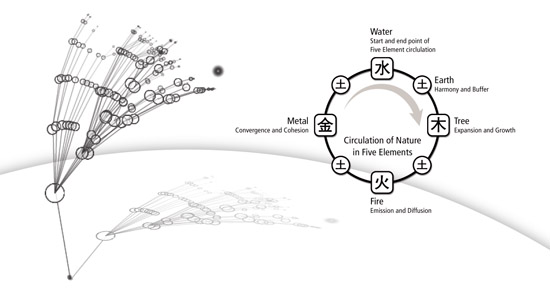 Water
Start and end point of
Five Element circlulation
水
土
土
Earth
Harmony and Buffer
Metal
Convergence and Cohesion
金
木
Tree
Expansion and Growth
Circulation of Nature
in Five Elements
土
土
火
Fire
Emission and Diffusion